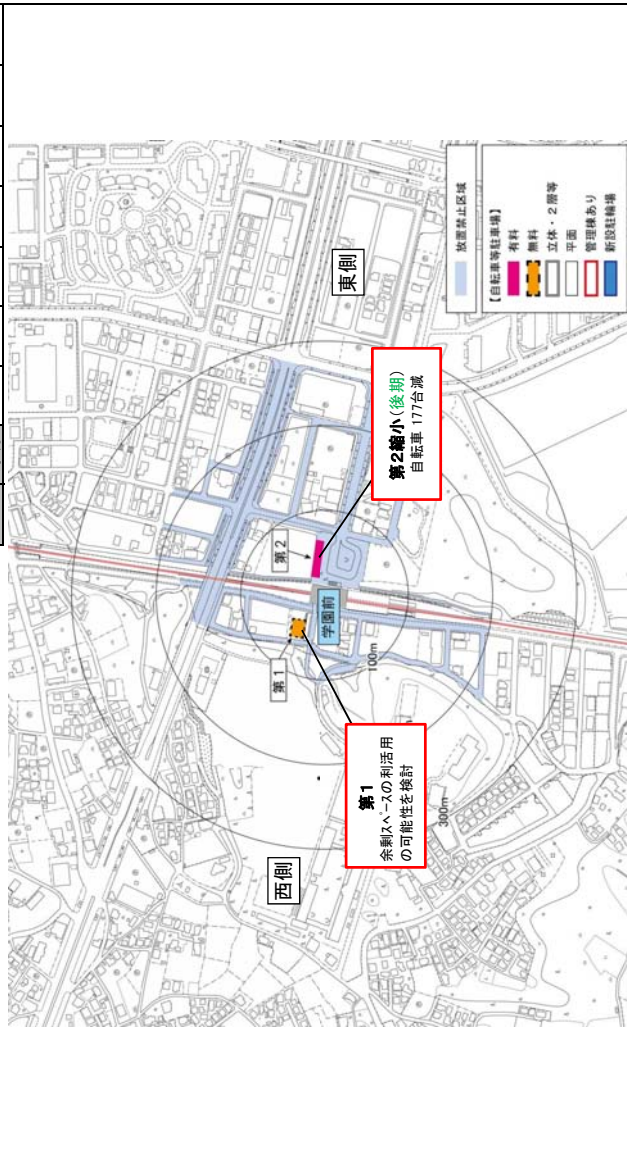 放置禁止区域
【自転車等駐車場】
有料
無料
立体・2層等
平面
管理棟あり
新設駐輪場
東側
第2縮小(後期)
自転車 177台減
第2
学園前
第1
100m
第1
余剰スペースの利活用
の可能性を検討
300m
西側